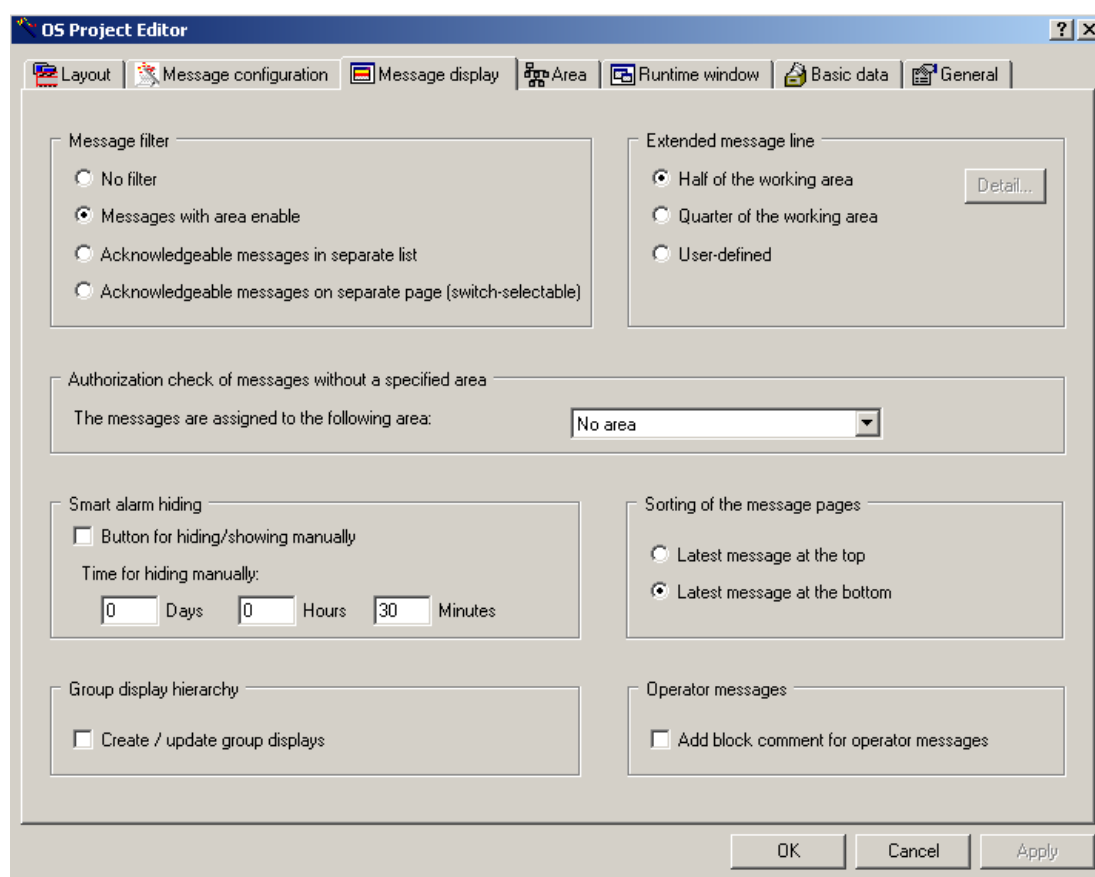 OS Project Editor
Layout Message configuration Message display Area Runtime window Basic data General
Message filter
No filter
Messages with area enable
Acknowledgeable messages in separate list
Acknowledgeable messages on separate page (switch-selectable)
Extended message line
Half of the working area
Detail...
Quarter of the working area
User-defined
Authorization check of messages without a specified area
The messages are assigned to the following area: No area
Smart alarm hiding
Button for hiding/showing manually
Time for hiding manually:
0 Days 0 Hours 30 Minutes
Sorting of the message pages
Latest message at the top
Latest message at the bottom
Group display hierarchy
Create / update group displays
Operator messages
Add block comment for operator messages
OK Cancel Apply